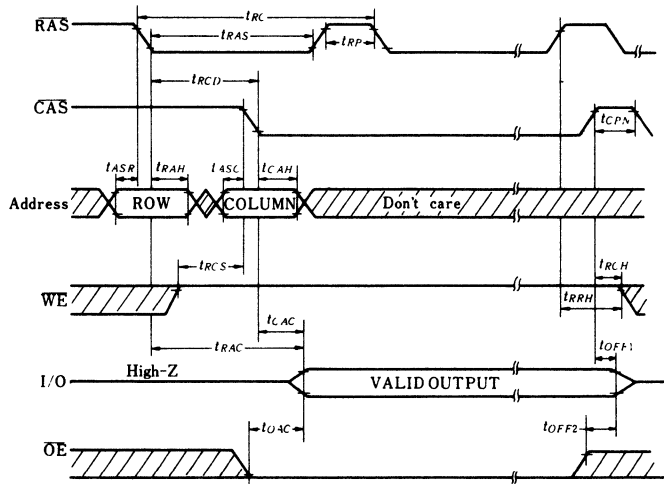 tRC
RAS
tRAS
tRP
tRCD
CAS
tCPN
tASR
tRAH
tASC
tCAH
Address
ROW
COLUMN
Don't care
tRCS
tRCH
WE
tRRH
tCAC
tRAC
tOFF1
High-Z
I/O
VALID OUTPUT
tOAC
tOFF2
OE